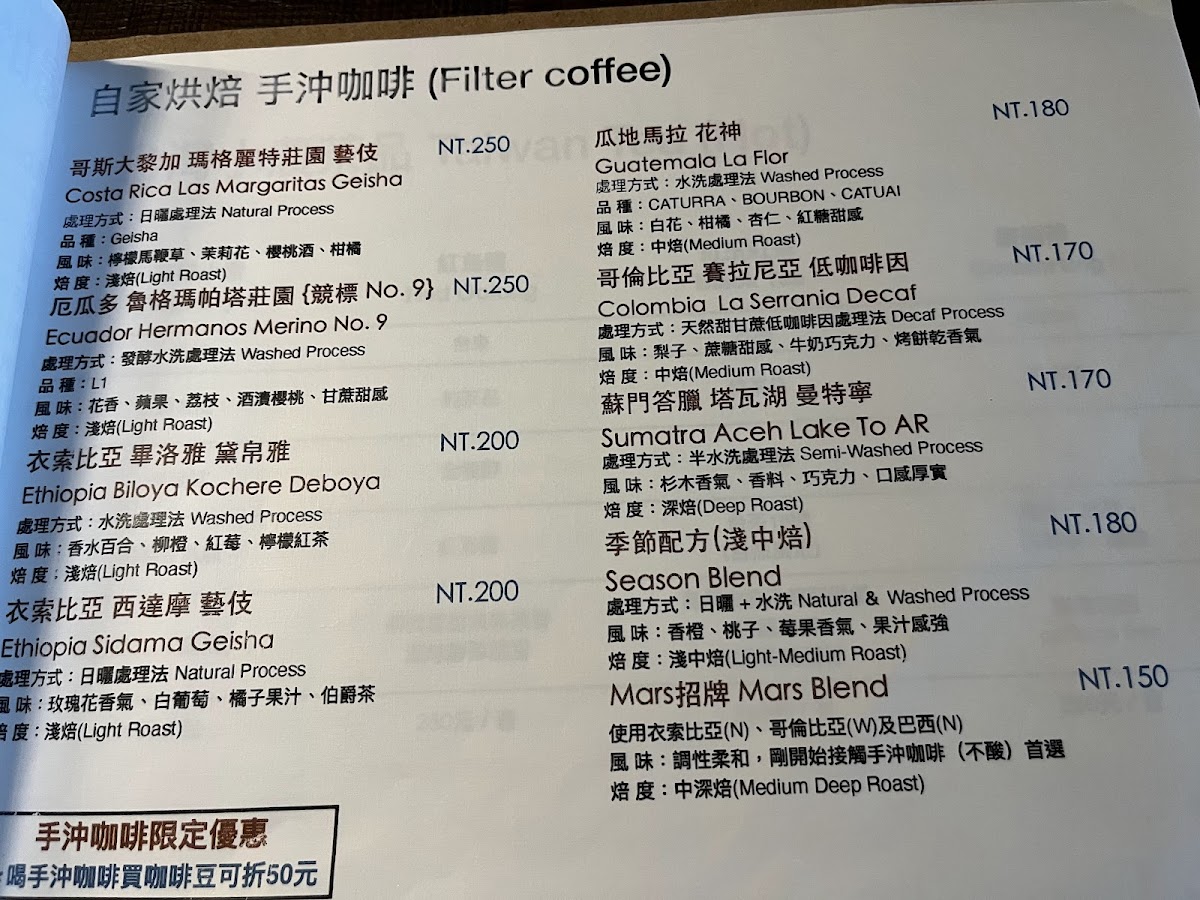 自家烘焙 手沖咖啡 (Filter coffee)
哥斯大黎加 瑪格麗特莊園 藝伎 NT.250
Costa Rica Las Margaritas Geisha
處理方式：日曬處理法 Natural Process
品 種：Geisha
風 味：檸檬馬鞭草、茉莉花、櫻桃酒、柑橘
焙 度：淺焙(Light Roast)
厄瓜多 魯格瑪帕塔莊園 {競標 No. 9} NT.250
Ecuador Hermanos Merino No. 9
處理方式：發酵水洗處理法 Washed Process
品 種：L1
風 味：花香、蘋果、荔枝、酒漬櫻桃、甘蔗甜感
焙 度：淺焙(Light Roast)
衣索比亞 畢洛雅 黛帛雅 NT.200
Ethiopia Biloya Kochere Deboya
處理方式：水洗處理法 Washed Process
風 味：香水百合、柳橙、紅莓、檸檬紅茶
焙 度：淺焙(Light Roast)
衣索比亞 西達摩 藝伎 NT.200
Ethiopia Sidama Geisha
處理方式：日曬處理法 Natural Process
風 味：玫瑰花香氣、白葡萄、橘子果汁、伯爵茶
焙 度：淺焙(Light Roast)
手沖咖啡限定優惠
喝手沖咖啡買咖啡豆可折50元
瓜地馬拉 花神 NT.180
Guatemala La Flor
處理方式：水洗處理法 Washed Process
品 種：CATURRA、BOURBON、CATUAI
風 味：白花、柑橘、杏仁、紅糖甜感
焙 度：中焙(Medium Roast)
哥倫比亞 賽拉尼亞 低咖啡因 NT.170
Colombia La Serrania Decaf
處理方式：天然甜甘蔗低咖啡因處理法 Decaf Process
風 味：梨子、蔗糖甜感、牛奶巧克力、烤餅乾香氣
焙 度：中焙(Medium Roast)
蘇門答臘 塔瓦湖 曼特寧 NT.170
Sumatra Aceh Lake To AR
處理方式：半水洗處理法 Semi-Washed Process
風 味：杉木香氣、香料、巧克力、口感厚實
焙 度：深焙(Deep Roast)
季節配方(淺中焙) NT.180
Season Blend
處理方式：日曬 + 水洗 Natural & Washed Process
風 味：香橙、桃子、莓果香氣、果汁感強
焙 度：淺中焙(Light-Medium Roast)
Mars招牌 Mars Blend NT.150
使用衣索比亞(N)、哥倫比亞(W)及巴西(N)
風 味：調性柔和，剛開始接觸手沖咖啡（不酸）首選
焙 度：中深焙(Medium Deep Roast)